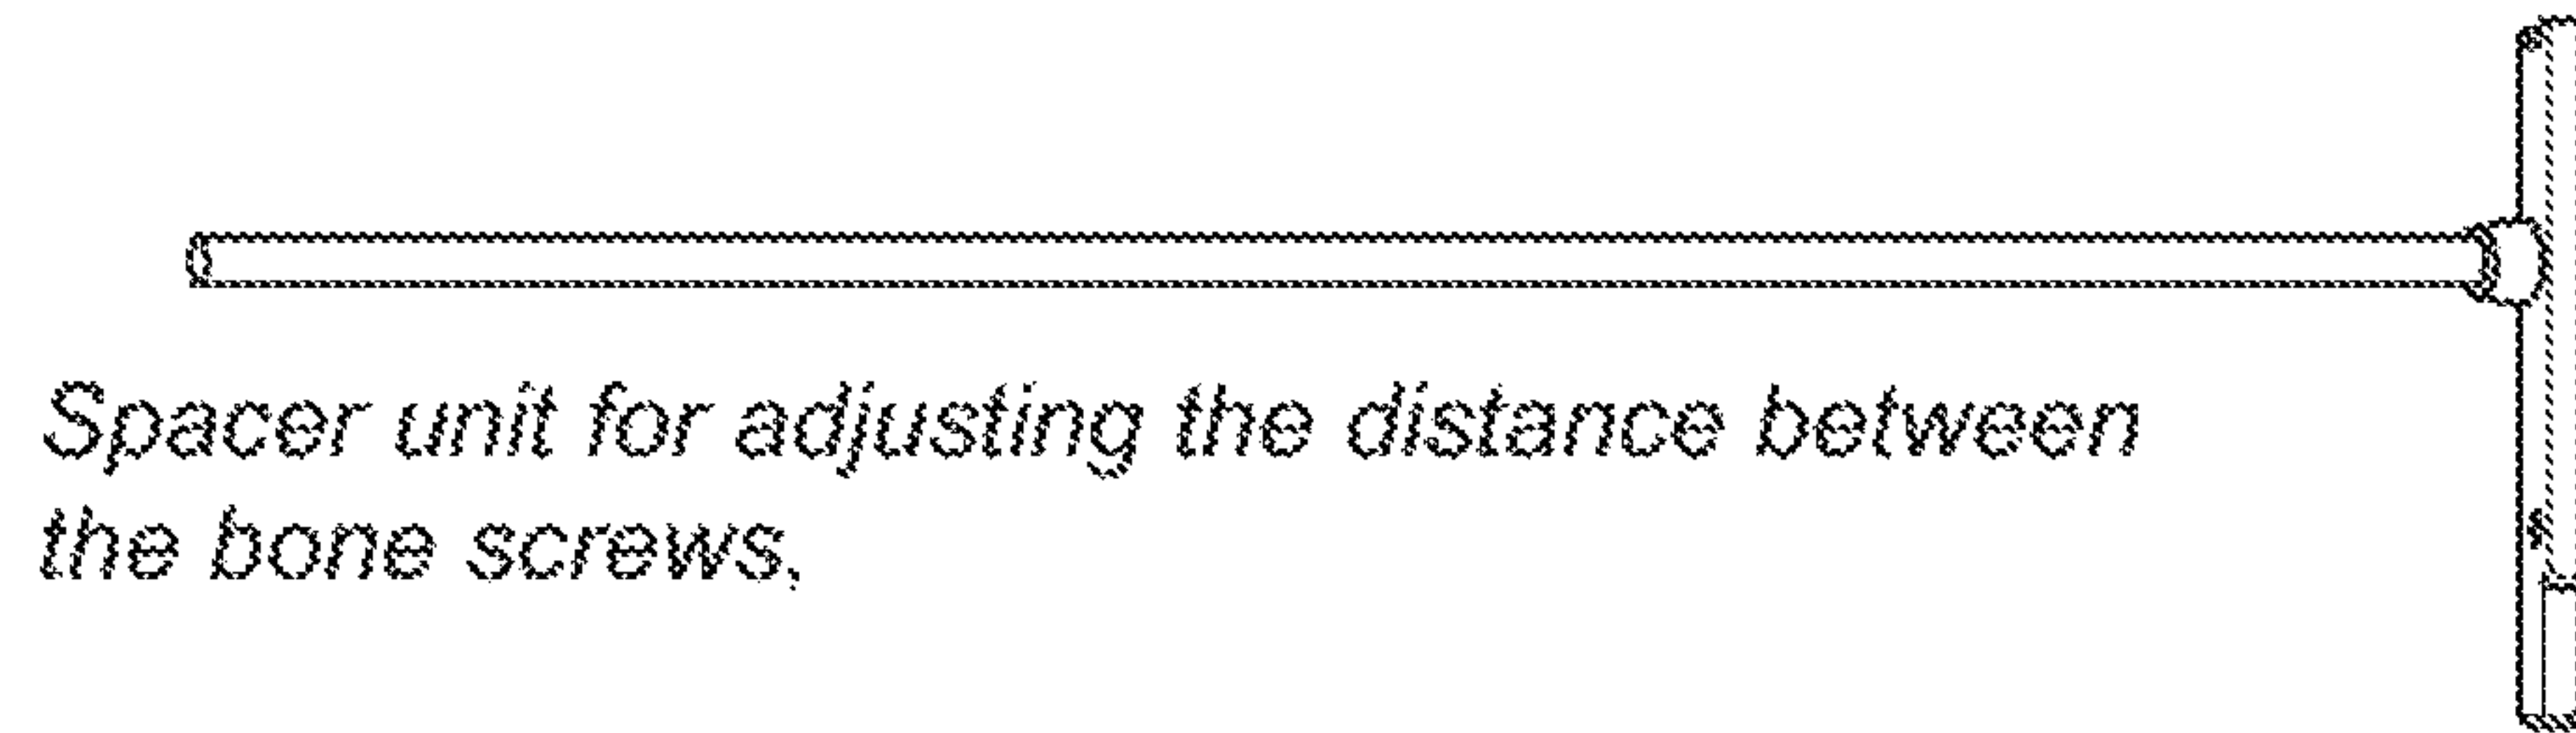 Spacer unit for adjusting the distance between
the bone screws.